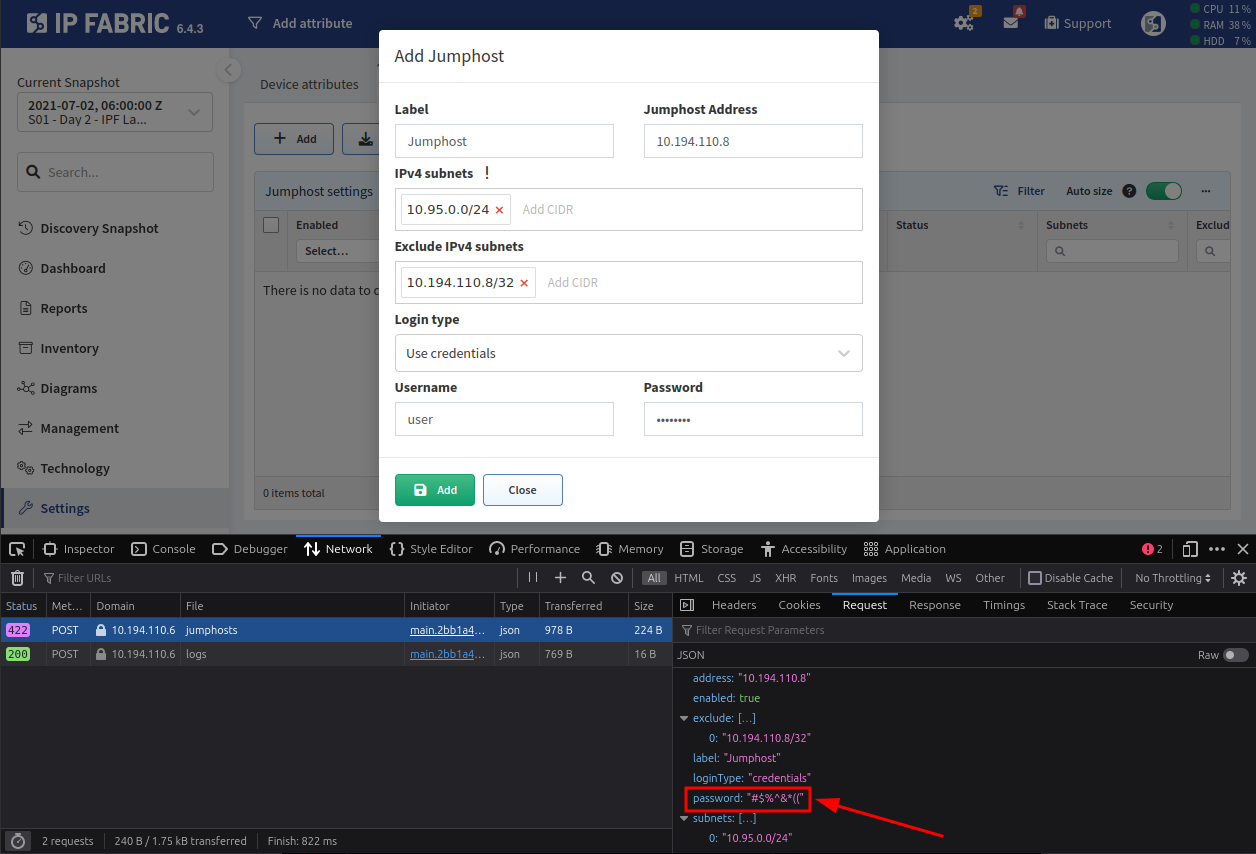 IP FABRIC 6.4.3
Add attribute
2
Support
CPU 11 %
RAM 38 %
HDD 7 %
Current Snapshot
2021-07-02, 06:00:00 Z
S01 - Day 2 - IPF La...
Search...
Discovery Snapshot
Dashboard
Reports
Inventory
Diagrams
Management
Technology
Settings
Device attributes
Add
Jumphost settings
Filter
Auto size
?
...
Enabled
Status
Subnets
Exclud
Select...
There is no data to d
0 items total
Add Jumphost
Label
Jumphost Address
Jumphost
10.194.110.8
IPv4 subnets !
10.95.0.0/24 × Add CIDR
Exclude IPv4 subnets
10.194.110.8/32 × Add CIDR
Login type
Use credentials
Username
Password
user
••••••••
Add
Close
Inspector
Console
Debugger
Network
Style Editor
Performance
Memory
Storage
Accessibility
Application
2
Filter URLs
All
HTML
CSS
JS
XHR
Fonts
Images
Media
WS
Other
Disable Cache
No Throttling
Status
Met...
Domain
File
Initiator
Type
Transferred
Size
422 POST 10.194.110.6 jumphosts main.2bb1a4... json 978 B 224 B
200 POST 10.194.110.6 logs main.2bb1a4... json 769 B 16 B
2 requests
240 B / 1.75 kB transferred
Finish: 822 ms
Headers
Cookies
Request
Response
Timings
Stack Trace
Security
Filter Request Parameters
JSON
Raw
address: "10.194.110.8"
enabled: true
exclude: [...]
0: "10.194.110.8/32"
label: "Jumphost"
loginType: "credentials"
password: "#$%^&*(("
subnets: [...]
0: "10.95.0.0/24"